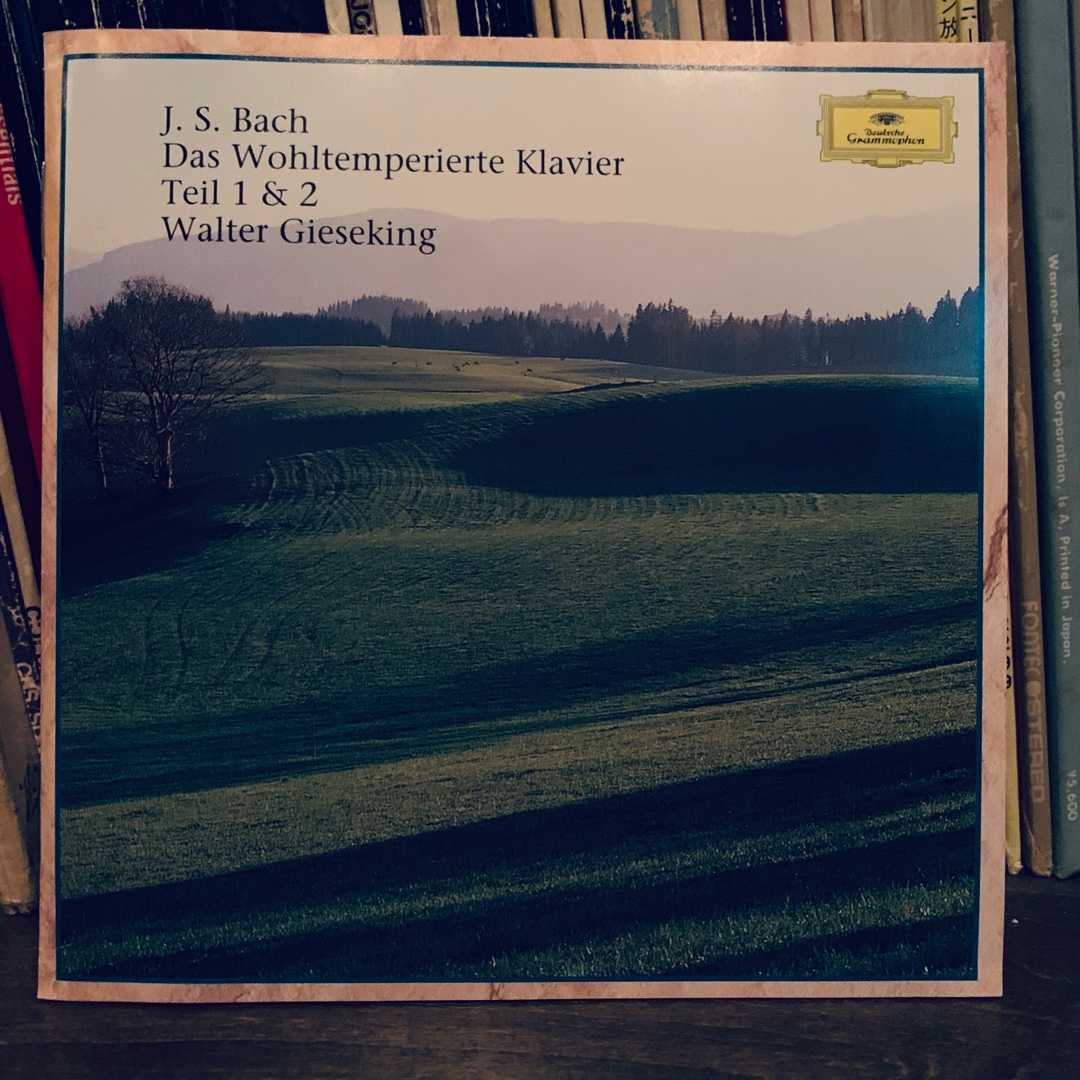 J. S. Bach
Das Wohltemperierte Klavier
Teil 1 & 2
Walter Gieseking
Deutsche
Grammophon
Warner-Pioneer Corporation, Is A, Printed in Japan.
¥5,600
STEREO